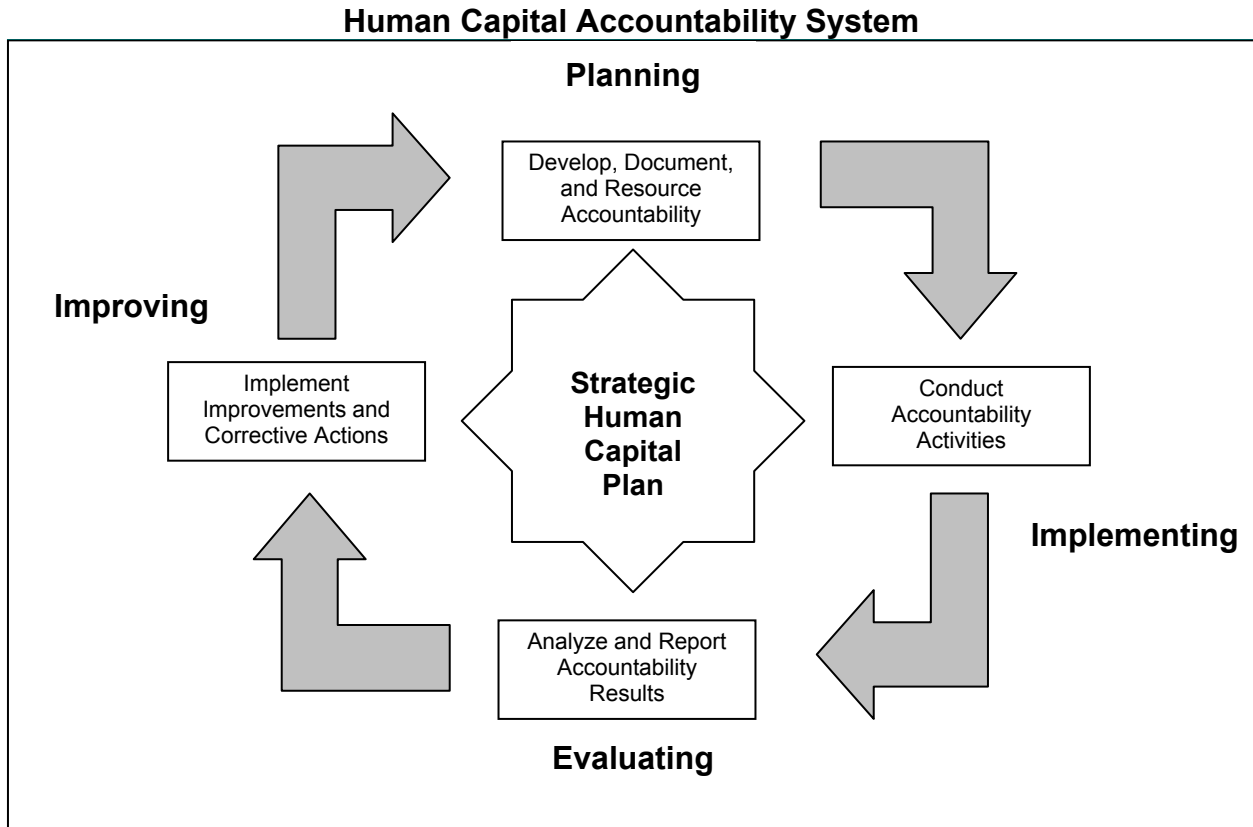 Human Capital Accountability System
Planning
Develop, Document,
and Resource
Accountability
Improving
Implement
Improvements and
Corrective Actions
Strategic
Human
Capital
Plan
Conduct
Accountability
Activities
Implementing
Analyze and Report
Accountability
Results
Evaluating